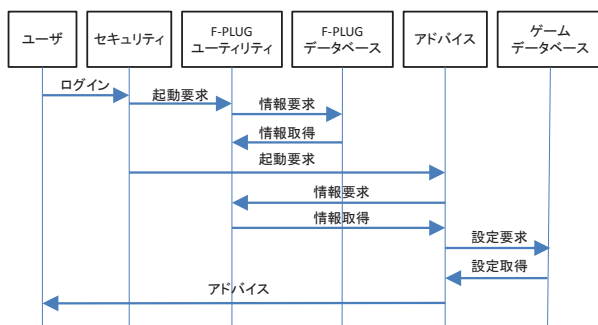 ユーザ
セキュリティ
F-PLUG
ユーティリティ
F-PLUG
データベース
アドバイス
ゲーム
データベース
ログイン
起動要求
情報要求
情報取得
起動要求
情報要求
情報取得
設定要求
設定取得
アドバイス